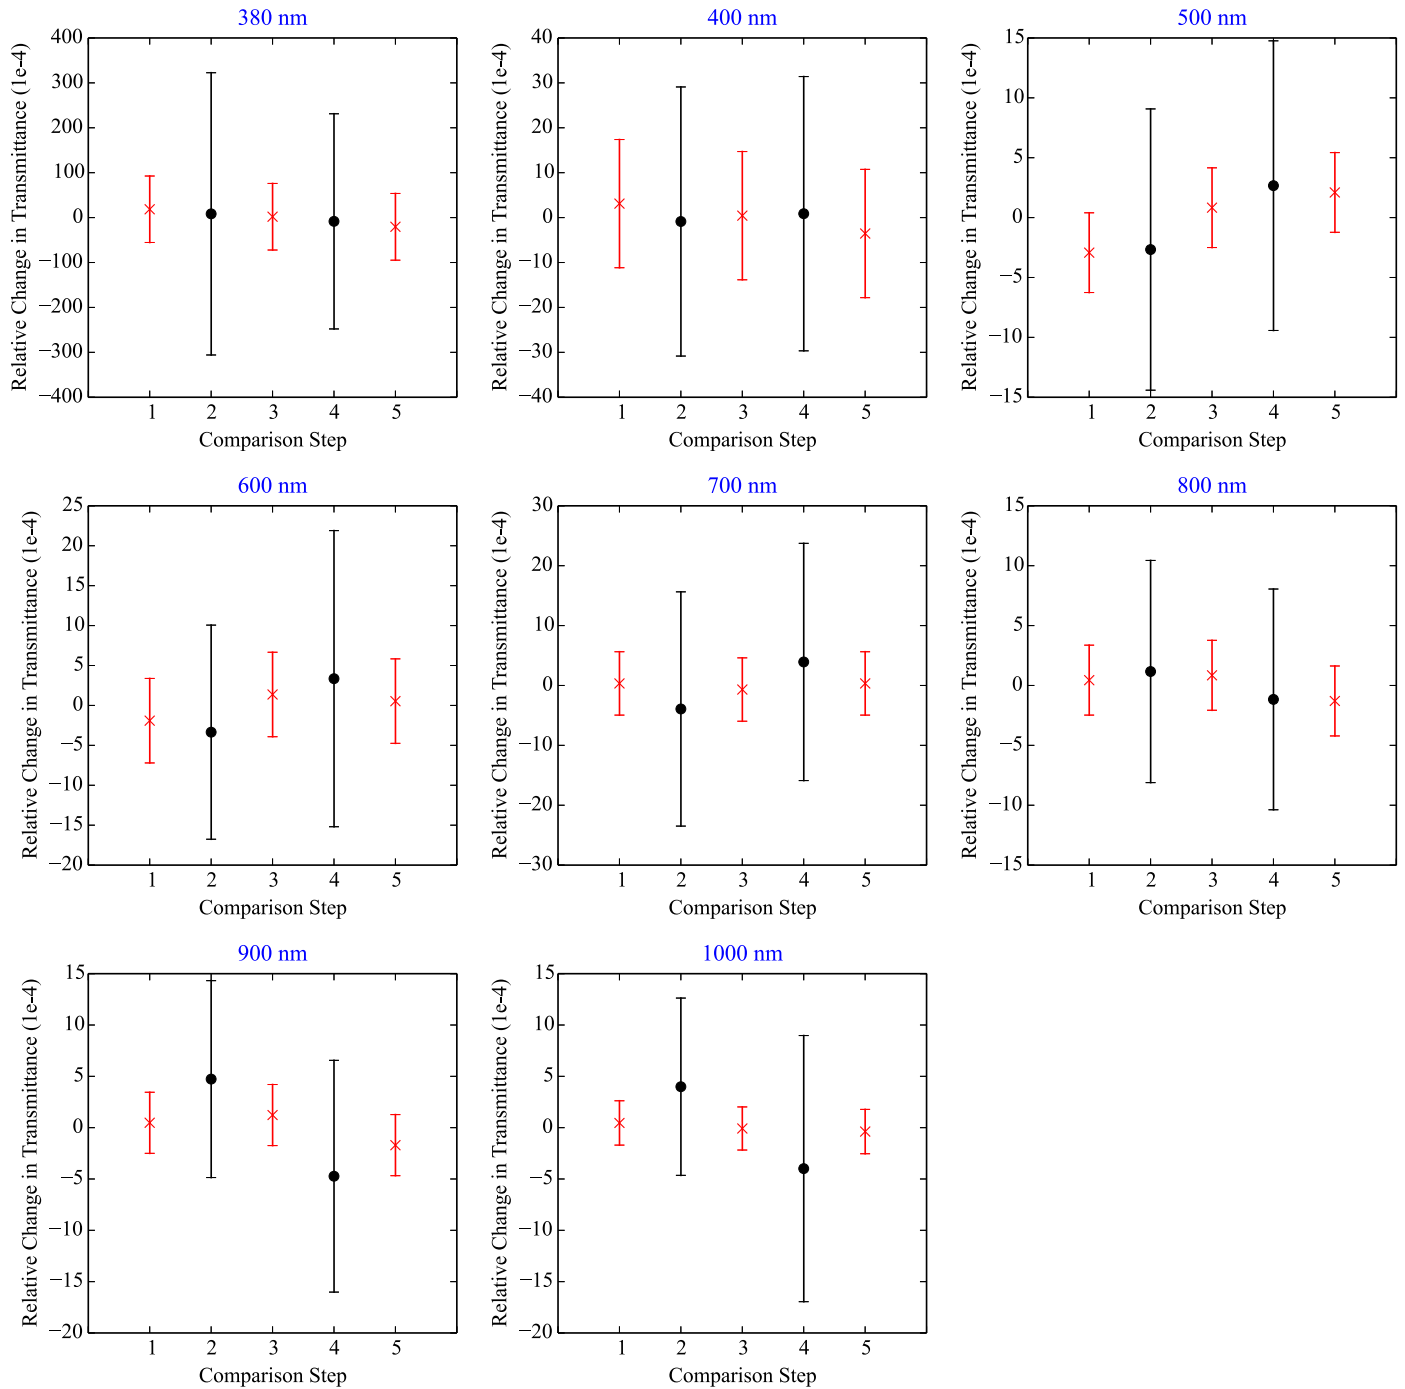 380 nm
Relative Change in Transmittance (1e-4)
400
300
200
100
0
−100
−200
−300
−400
1 2 3 4 5
Comparison Step
400 nm
Relative Change in Transmittance (1e-4)
40
30
20
10
0
−10
−20
−30
−40
1 2 3 4 5
Comparison Step
500 nm
Relative Change in Transmittance (1e-4)
15
10
5
0
−5
−10
−15
1 2 3 4 5
Comparison Step
600 nm
Relative Change in Transmittance (1e-4)
25
20
15
10
5
0
−5
−10
−15
−20
1 2 3 4 5
Comparison Step
700 nm
Relative Change in Transmittance (1e-4)
30
20
10
0
−10
−20
−30
1 2 3 4 5
Comparison Step
800 nm
Relative Change in Transmittance (1e-4)
15
10
5
0
−5
−10
−15
1 2 3 4 5
Comparison Step
900 nm
Relative Change in Transmittance (1e-4)
15
10
5
0
−5
−10
−15
−20
1 2 3 4 5
Comparison Step
1000 nm
Relative Change in Transmittance (1e-4)
15
10
5
0
−5
−10
−15
−20
1 2 3 4 5
Comparison Step